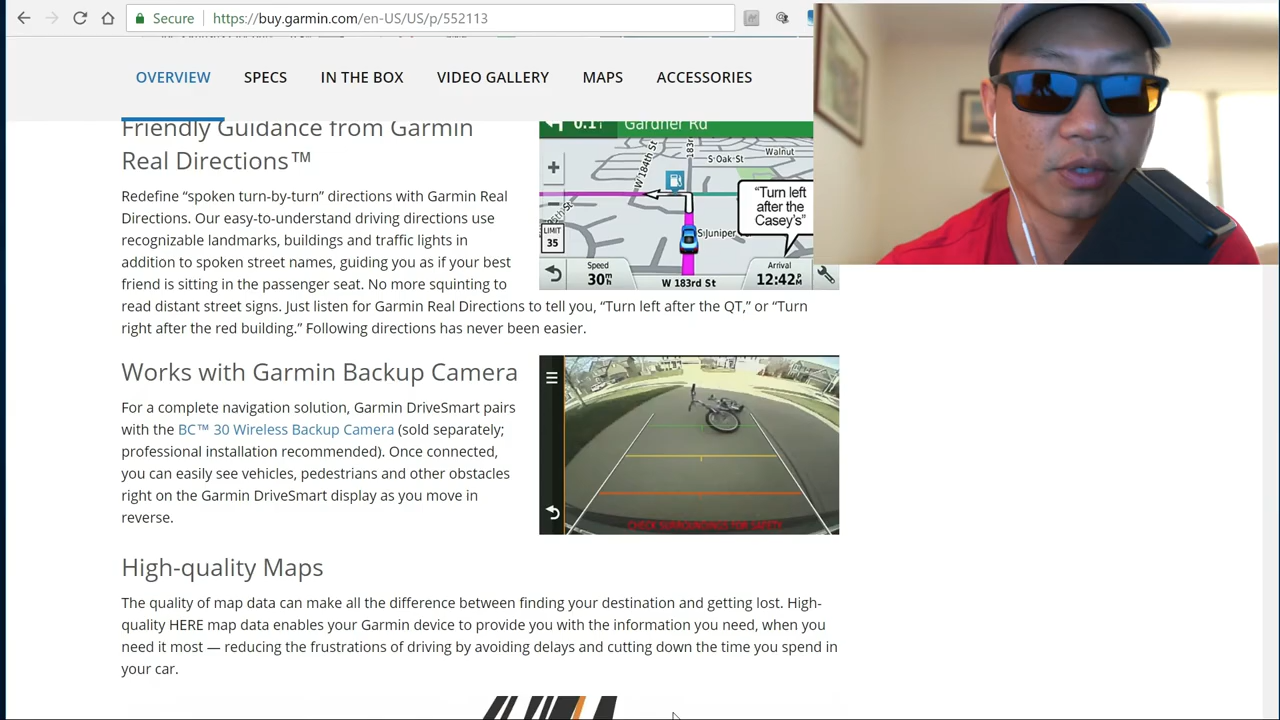 Secure
https://buy.garmin.com/en-US/US/p/552113
OVERVIEW
SPECS
IN THE BOX
VIDEO GALLERY
MAPS
ACCESSORIES
Friendly Guidance from Garmin
Real Directions™
Redefine “spoken turn-by-turn” directions with Garmin Real
Directions. Our easy-to-understand driving directions use
recognizable landmarks, buildings and traffic lights in
addition to spoken street names, guiding you as if your best
friend is sitting in the passenger seat. No more squinting to
read distant street signs. Just listen for Garmin Real Directions to tell you, “Turn left after the QT,” or “Turn
right after the red building.” Following directions has never been easier.
0.1
Gardner Rd
W 184th St
183r
S Oak St
Walnut
“Turn left
after the
Casey’s”
S Juniper
LIMIT
35
Speed
30 m/h
W 183rd St
Arrival
12:42 PM
Works with Garmin Backup Camera
For a complete navigation solution, Garmin DriveSmart pairs
with the BC™ 30 Wireless Backup Camera (sold separately;
professional installation recommended). Once connected,
you can easily see vehicles, pedestrians and other obstacles
right on the Garmin DriveSmart display as you move in
reverse.
CHECK SURROUNDINGS FOR SAFETY
High-quality Maps
The quality of map data can make all the difference between finding your destination and getting lost. High-
quality HERE map data enables your Garmin device to provide you with the information you need, when you
need it most — reducing the frustrations of driving by avoiding delays and cutting down the time you spend in
your car.